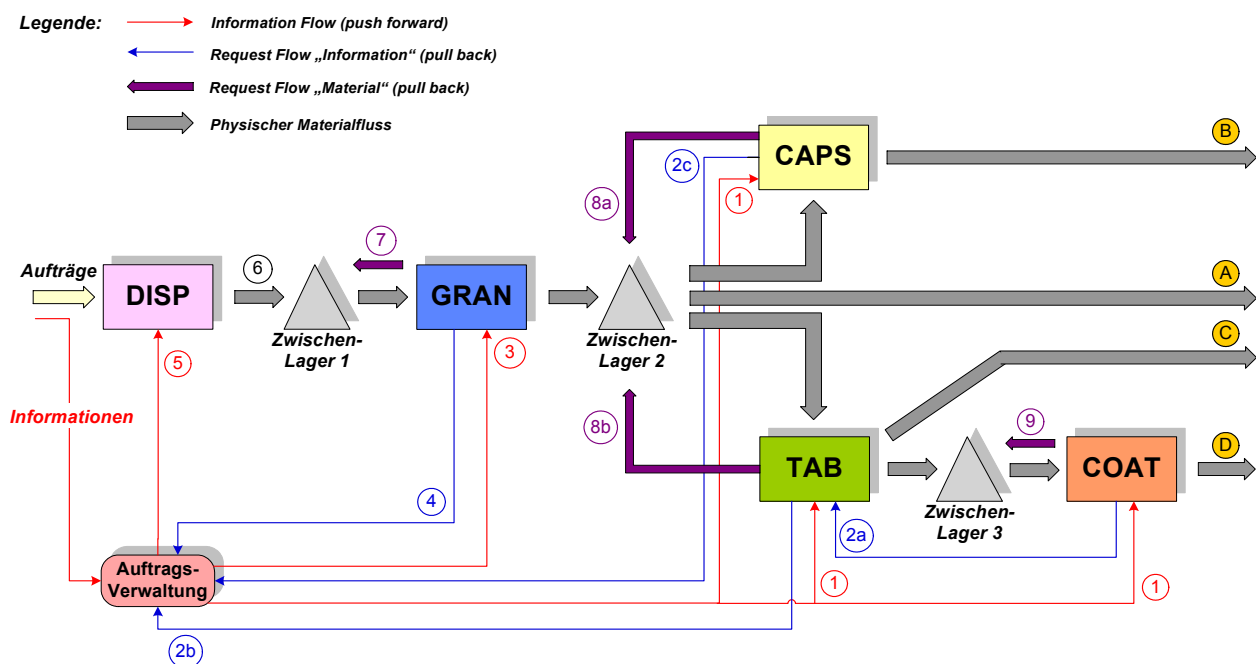 Legende:
Information Flow (push forward)
Request Flow „Information“ (pull back)
Request Flow „Material“ (pull back)
Physischer Materialfluss
CAPS
B
2c
1
8a
7
6
Aufträge
DISP
GRAN
A
Zwischen-
Lager 1
Zwischen-
Lager 2
3
5
C
Informationen
8b
9
TAB
COAT
D
Zwischen-
Lager 3
4
2a
Auftrags-
Verwaltung
1
1
2b